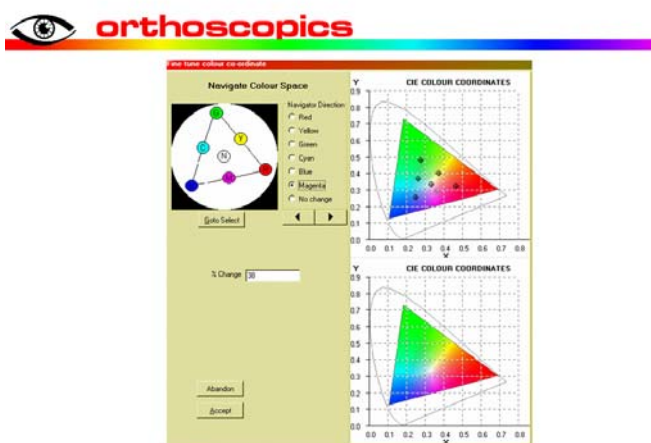 orthoscopics
Fine tune colour co-ordinate
Navigate Colour Space
G
Y
C
N
Navigator Direction
Red
Yellow
Green
Cyan
Blue
Magenta
No change
Goto Select
% Change 38
Abandon
Accept
Y CIE COLOUR COORDINATES
0.9
0.8
0.7
0.6
0.5
0.4
0.3
0.2
0.1
0.0
0.0 0.1 0.2 0.3 0.4 0.5 0.6 0.7 0.8
X
Y CIE COLOUR COORDINATES
0.9
0.8
0.7
0.6
0.5
0.4
0.3
0.2
0.1
0.0
0.0 0.1 0.2 0.3 0.4 0.5 0.6 0.7 0.8
X